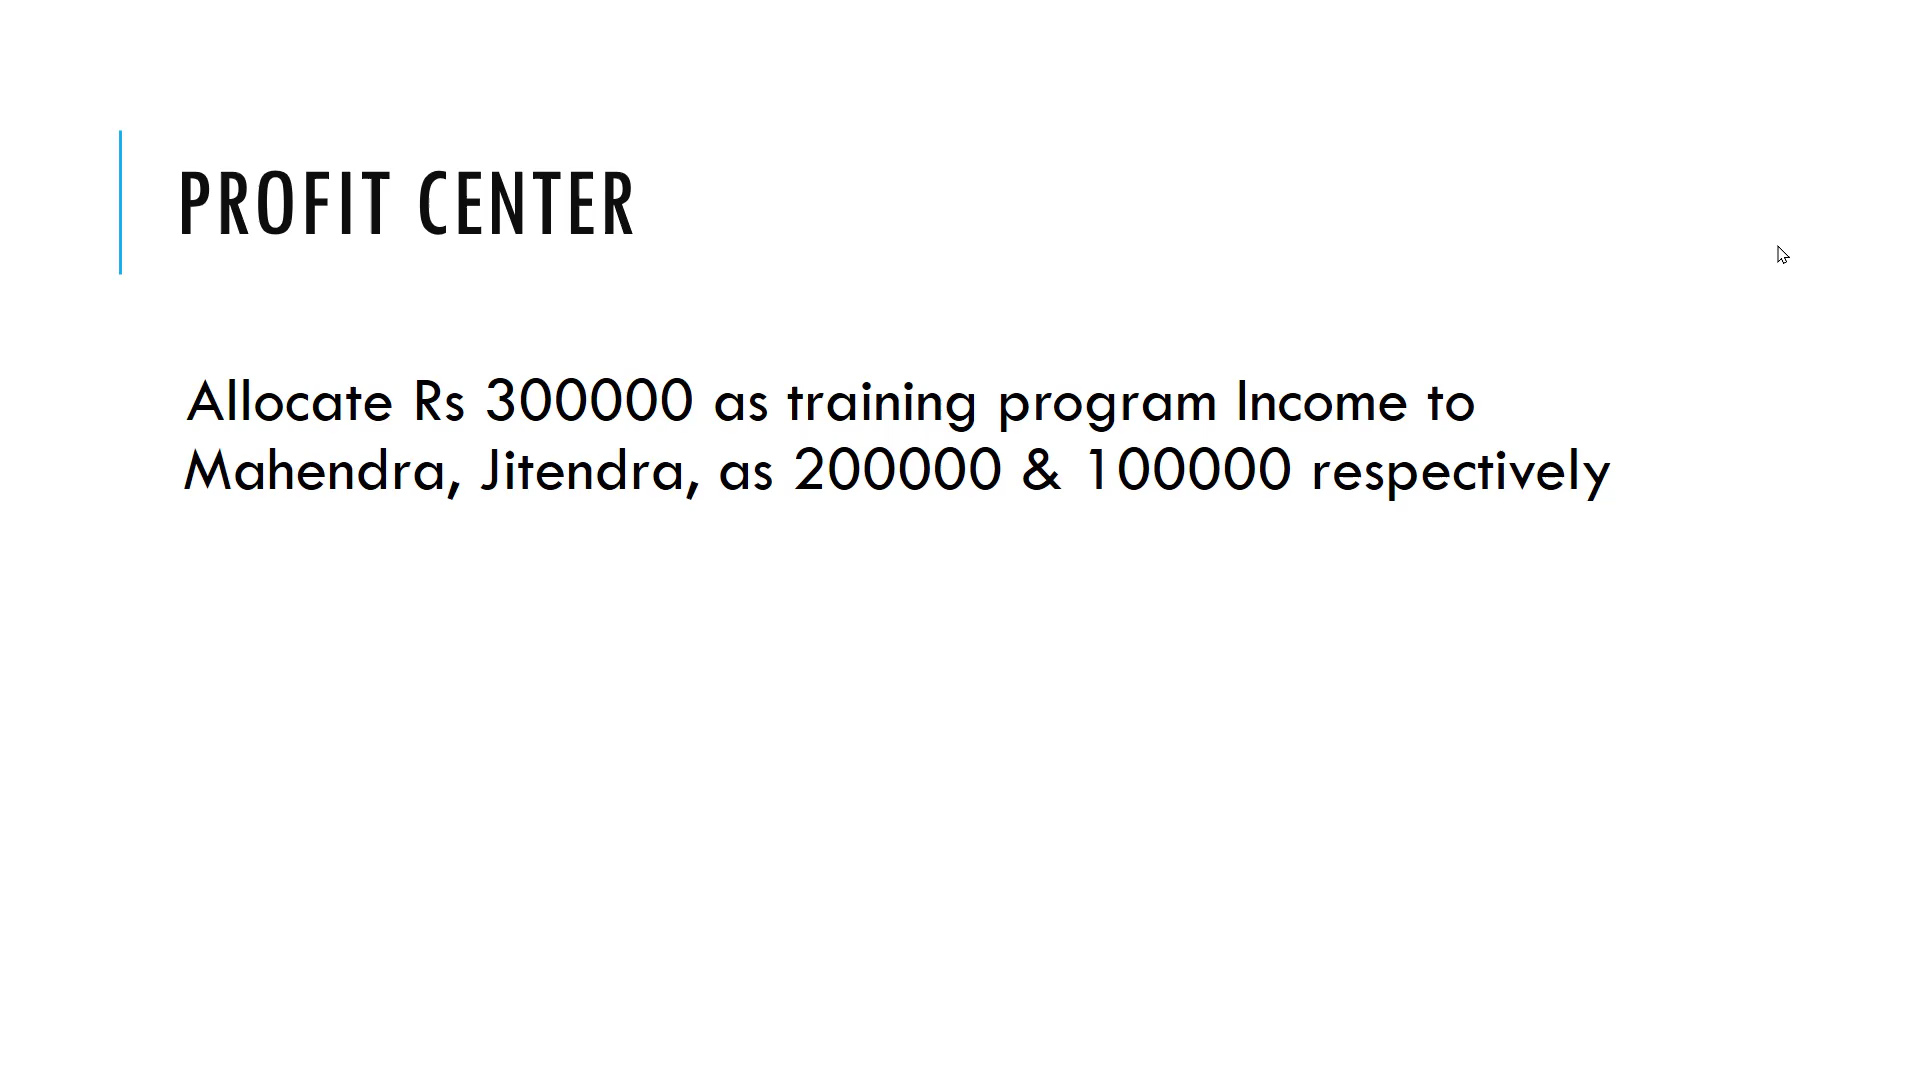 PROFIT CENTER
Allocate Rs 300000 as training program Income to
Mahendra, Jitendra, as 200000 & 100000 respectively